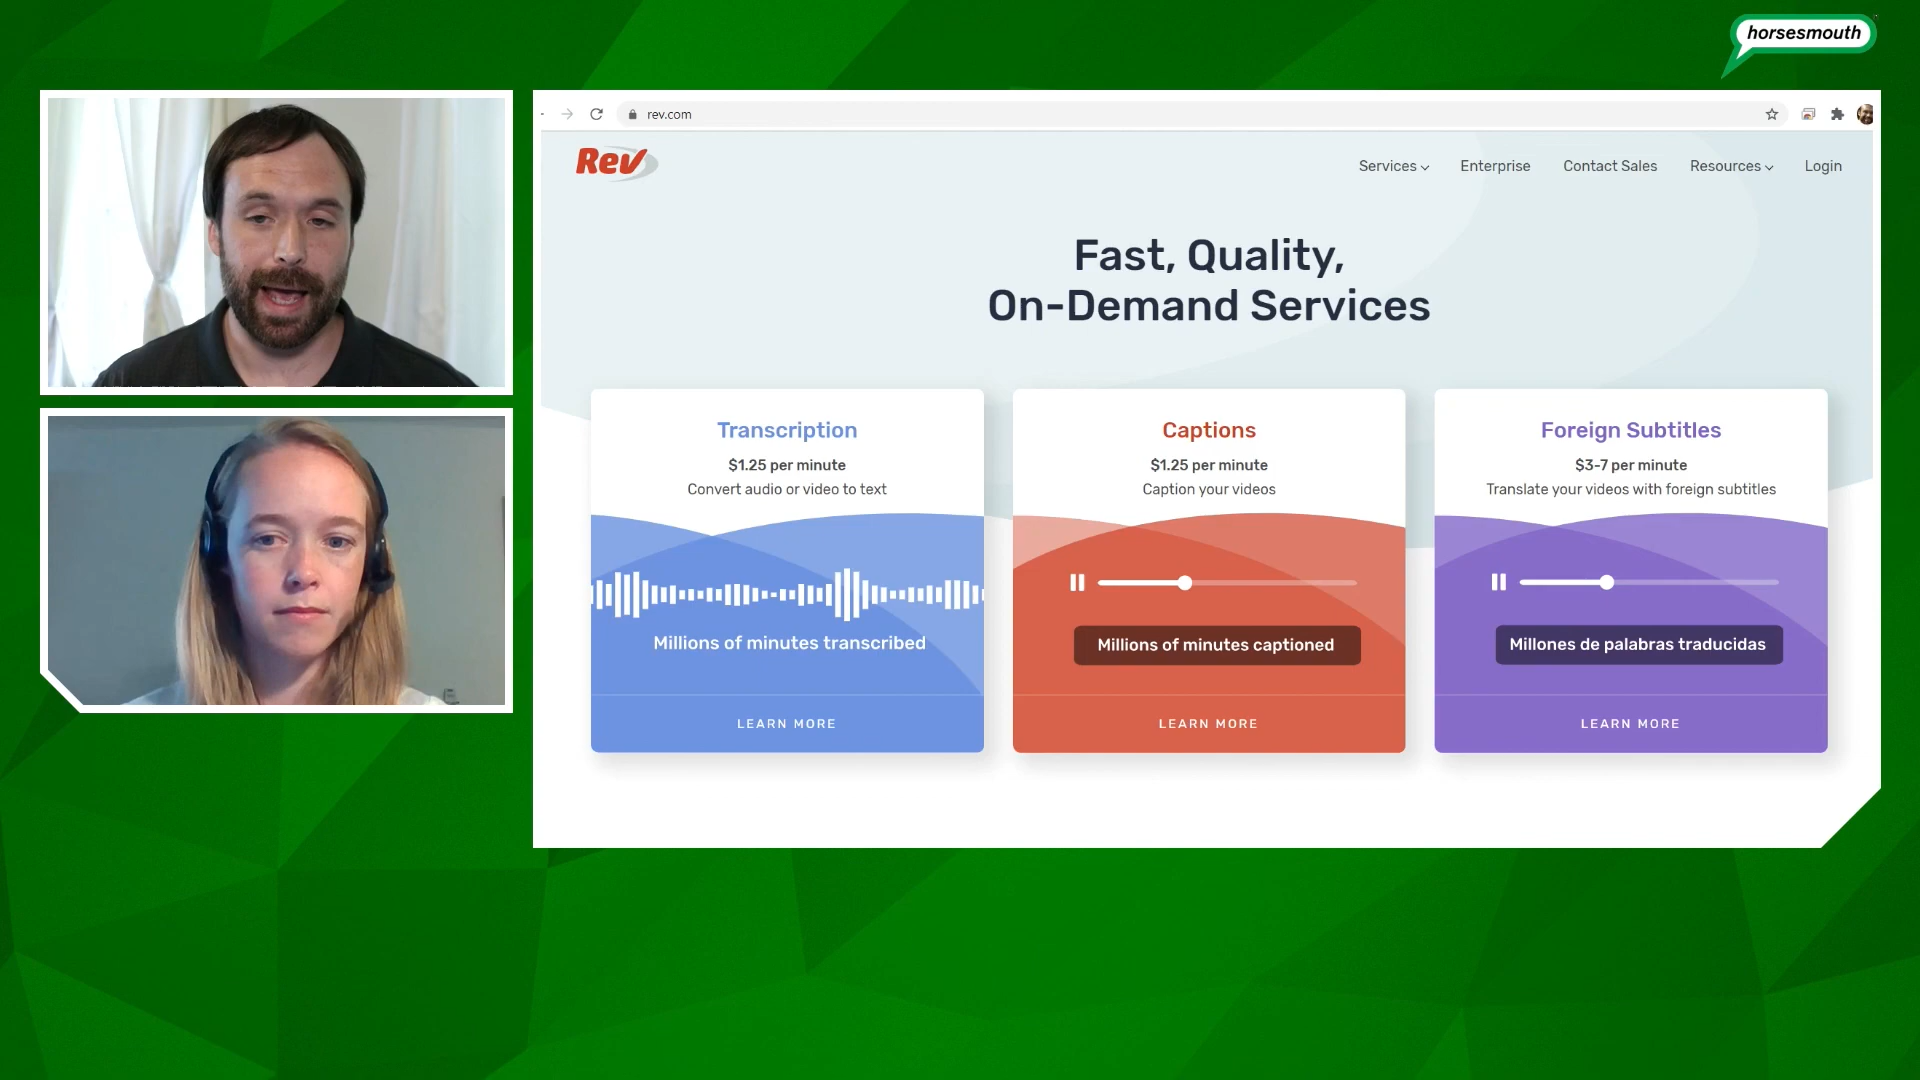 horsesmouth
rev.com
Rev
Services
Enterprise
Contact Sales
Resources
Login
Fast, Quality,
On-Demand Services
Transcription
$1.25 per minute
Convert audio or video to text
Millions of minutes transcribed
LEARN MORE
Captions
$1.25 per minute
Caption your videos
Millions of minutes captioned
LEARN MORE
Foreign Subtitles
$3-7 per minute
Translate your videos with foreign subtitles
Millones de palabras traducidas
LEARN MORE